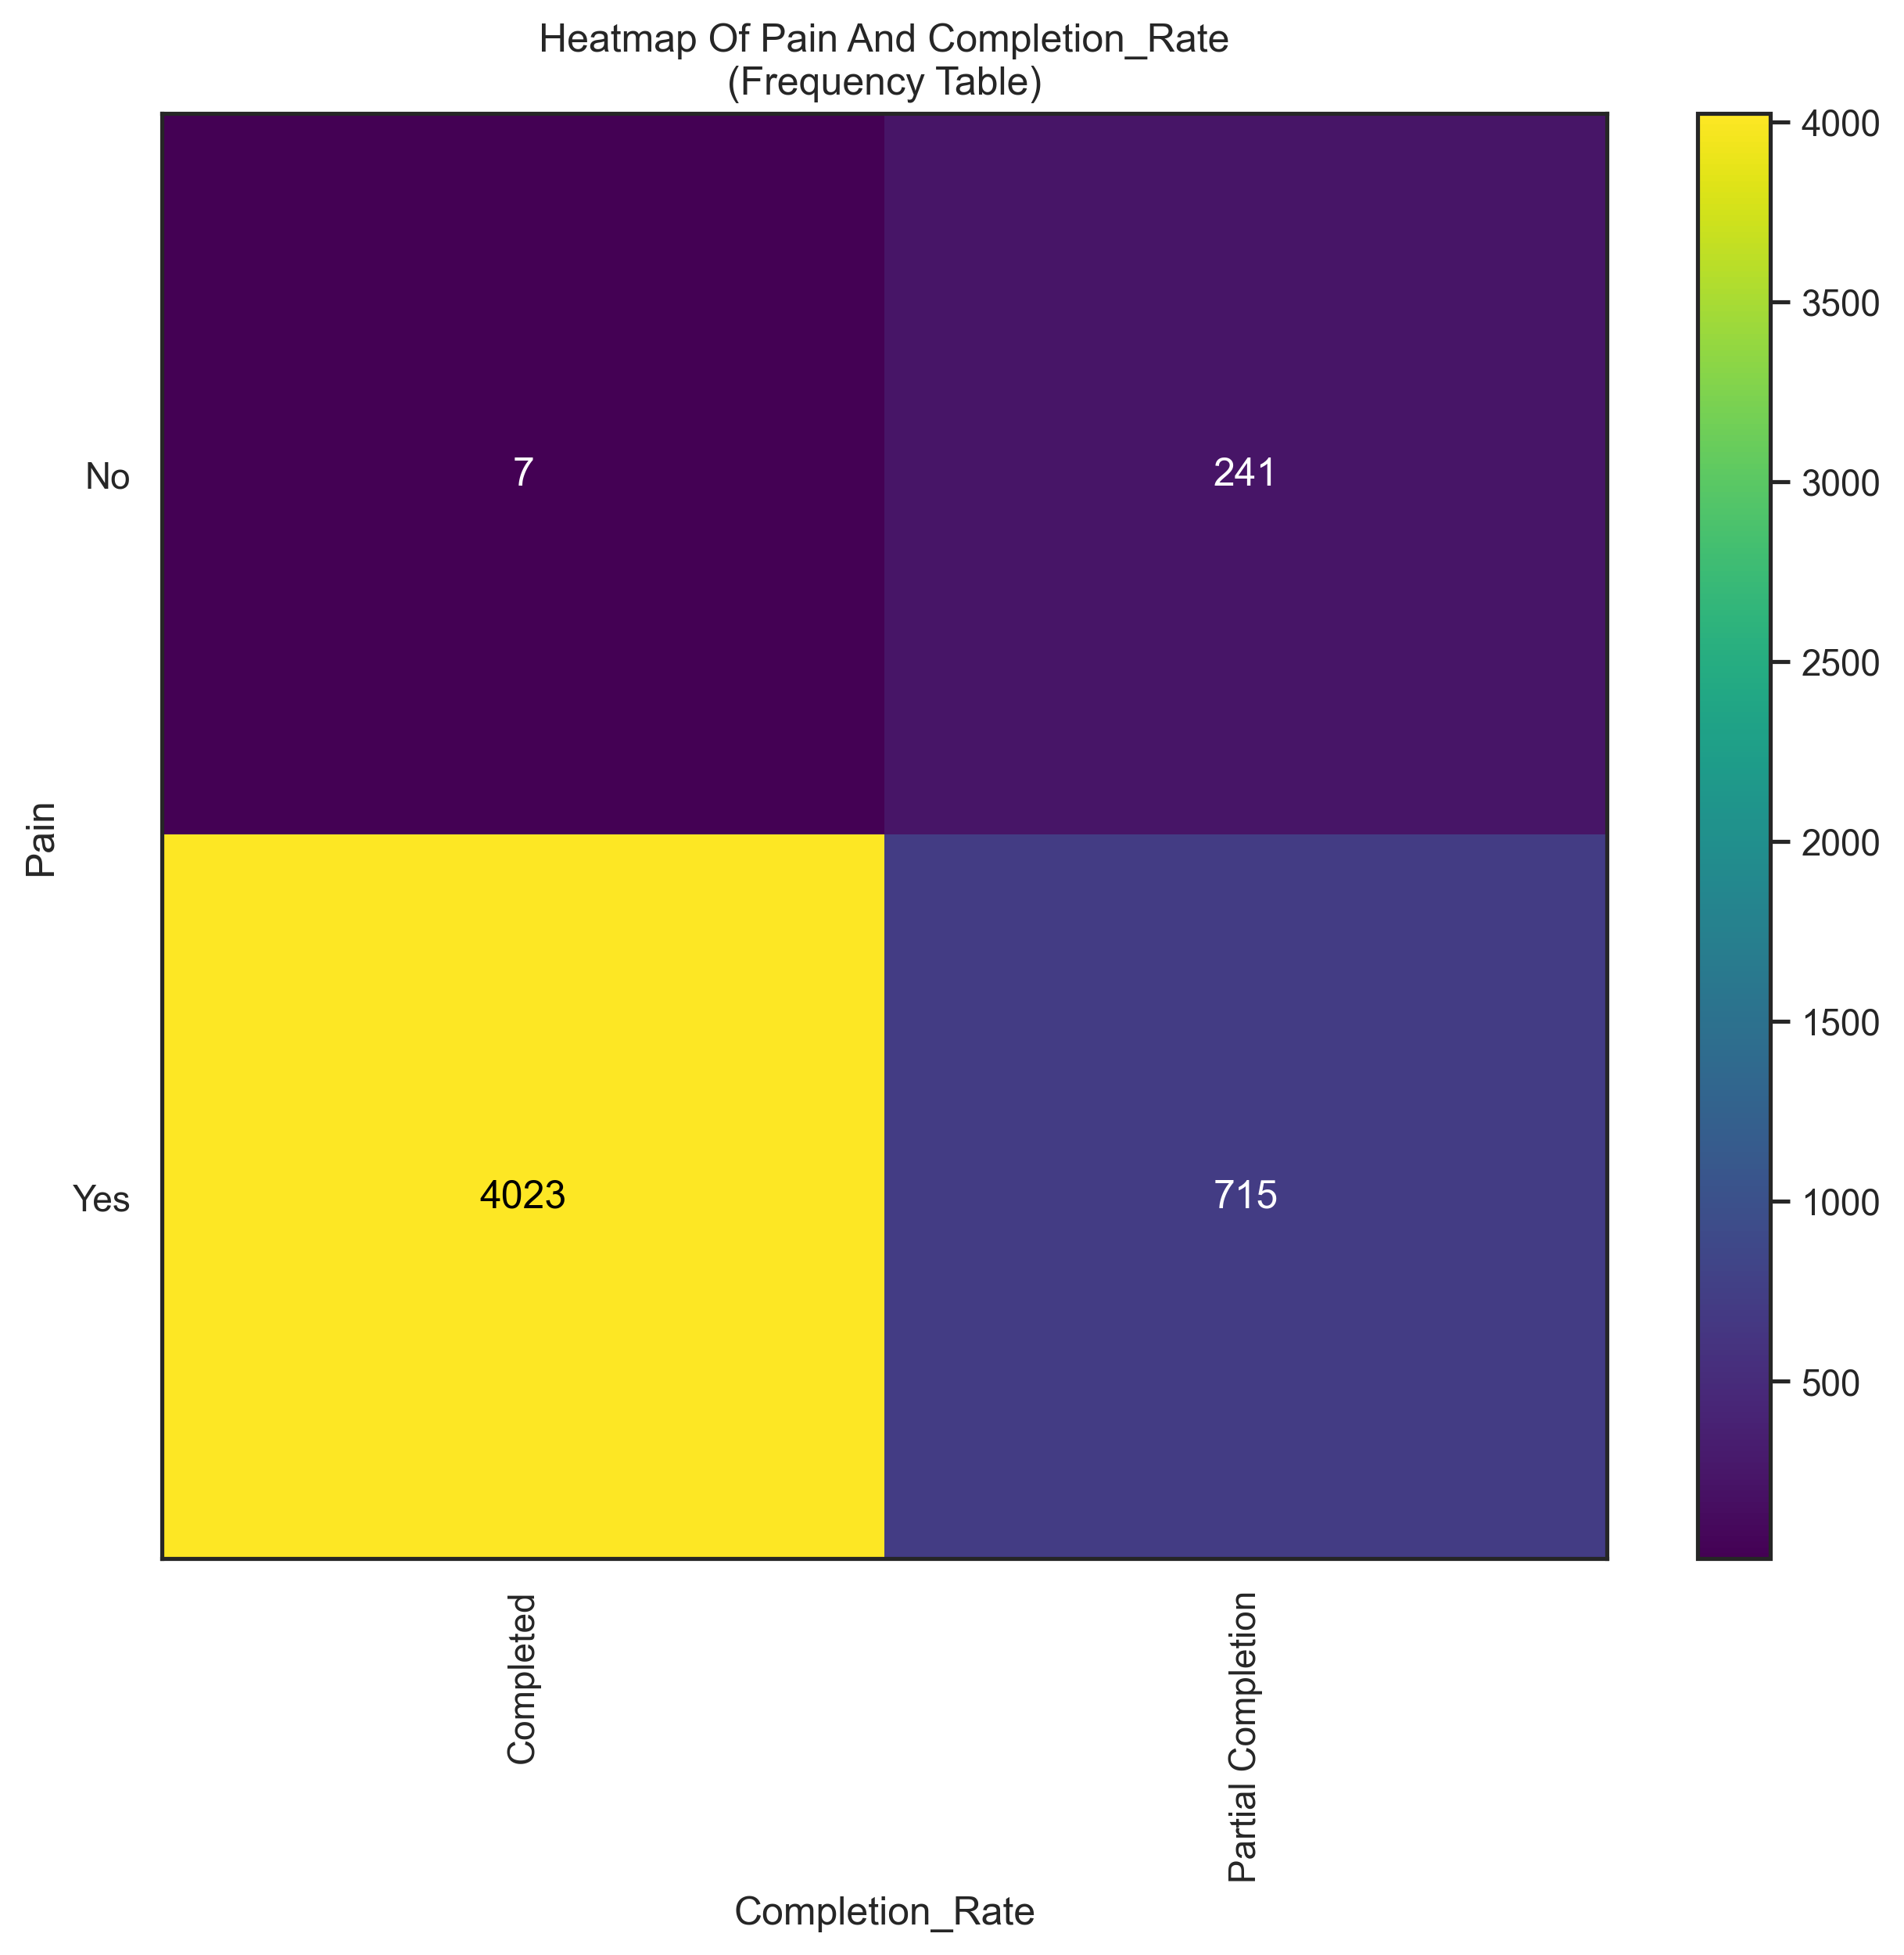 Heatmap Of Pain And Completion_Rate
(Frequency Table)
4000
3500
3000
2500
2000
1500
1000
500
No
7
241
Pain
Yes
4023
715
Completed
Partial Completion
Completion_Rate